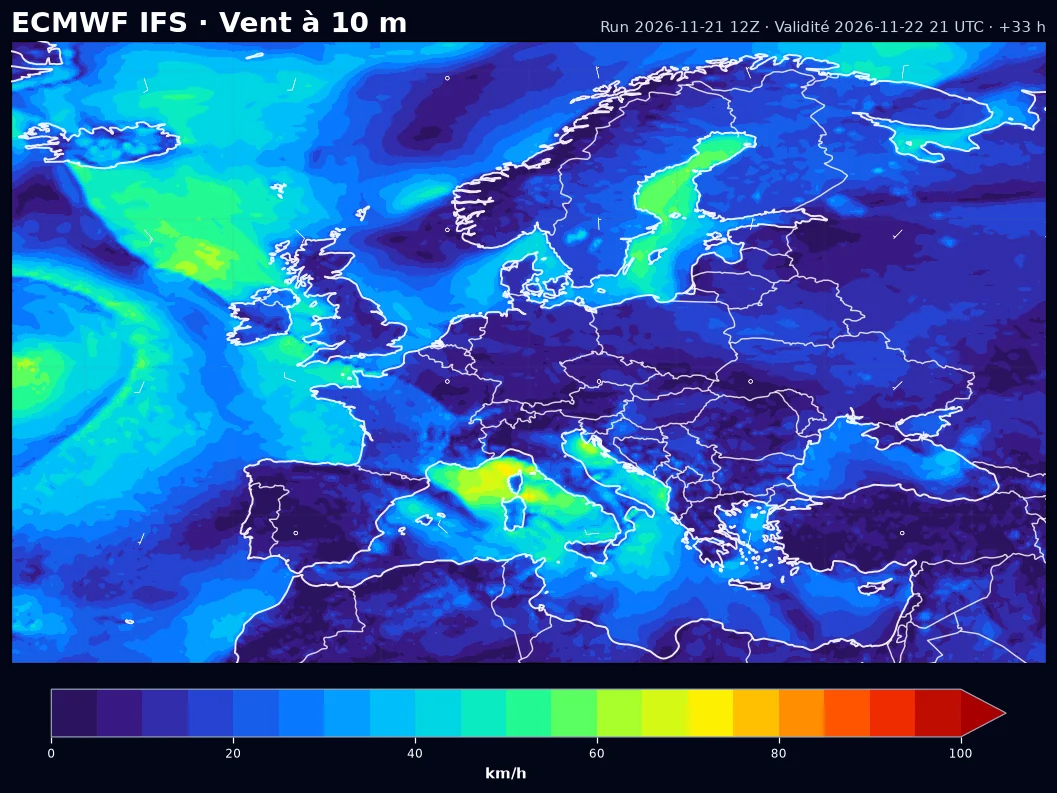 ECMWF IFS · Vent à 10 m
Run 2026-11-21 12Z · Validité 2026-11-22 21 UTC · +33 h
0 20 40 60 80 100
km/h